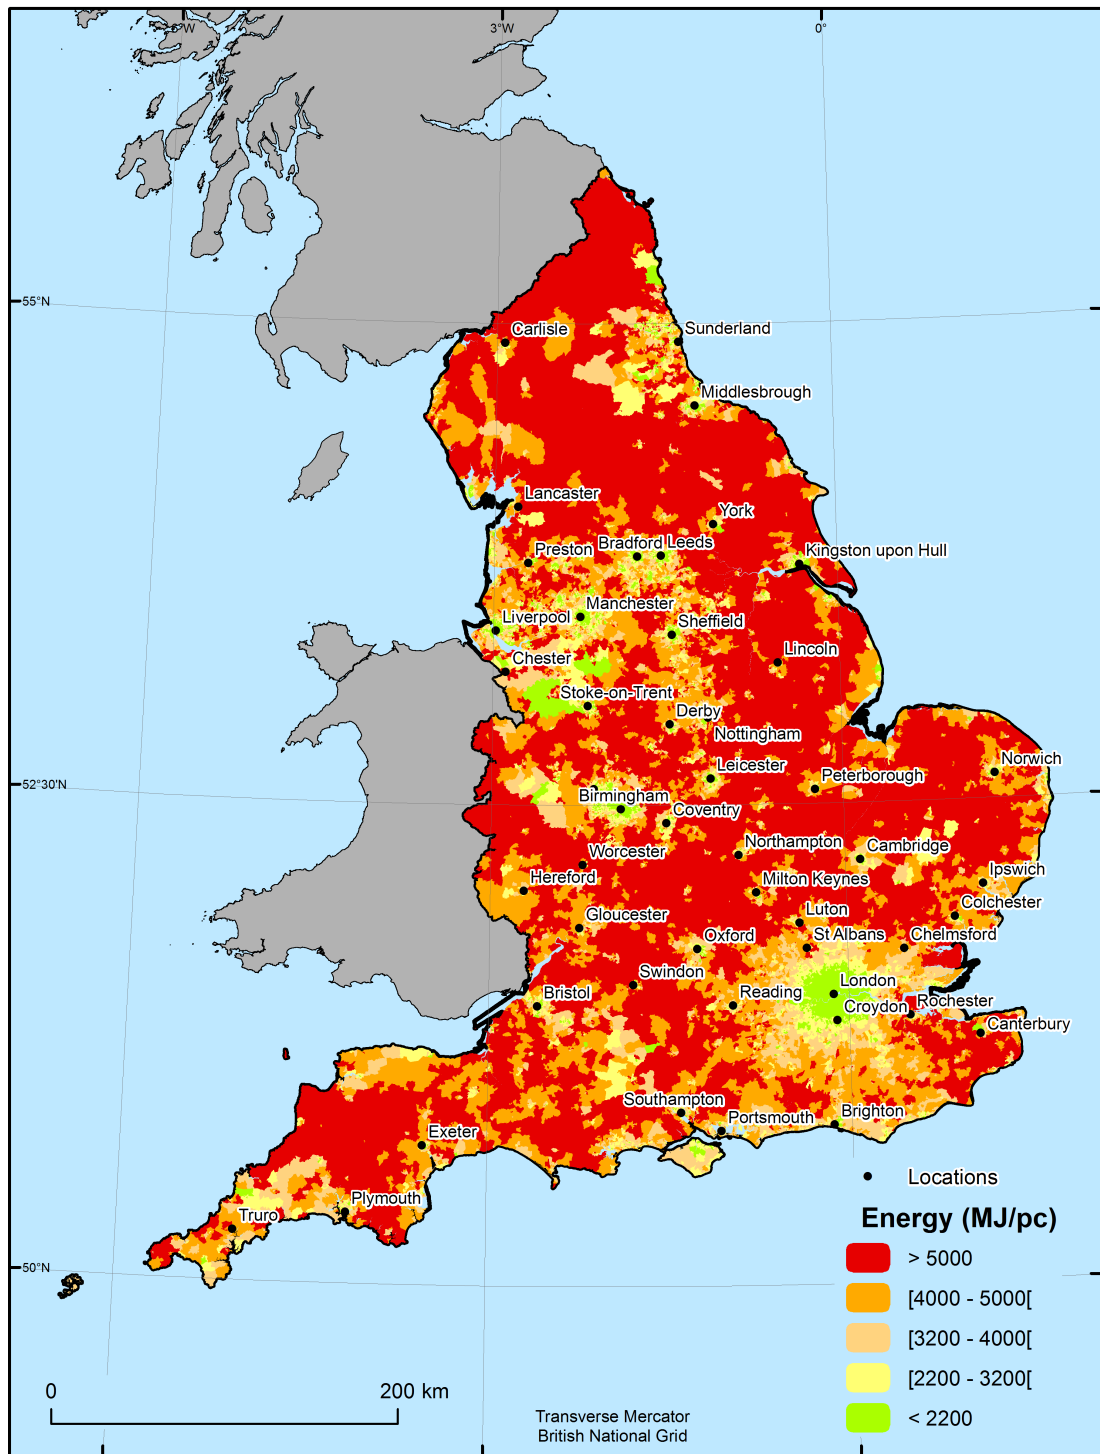 3°W
0°
55°N
Carlisle
Sunderland
Middlesbrough
Lancaster
York
Preston
Bradford
Leeds
Kingston upon Hull
Manchester
Liverpool
Sheffield
Lincoln
Chester
Stoke-on-Trent
Derby
Nottingham
Norwich
Leicester
Peterborough
52°30'N
Birmingham
Coventry
Northampton
Cambridge
Worcester
Ipswich
Hereford
Milton Keynes
Colchester
Gloucester
Luton
Oxford
St Albans
Chelmsford
Swindon
London
Bristol
Reading
Rochester
Croydon
Canterbury
Southampton
Portsmouth
Brighton
Exeter
Plymouth
Truro
50°N
Locations
Energy (MJ/pc)
> 5000
[4000 - 5000[
[3200 - 4000[
[2200 - 3200[
< 2200
0
200 km
Transverse Mercator
British National Grid